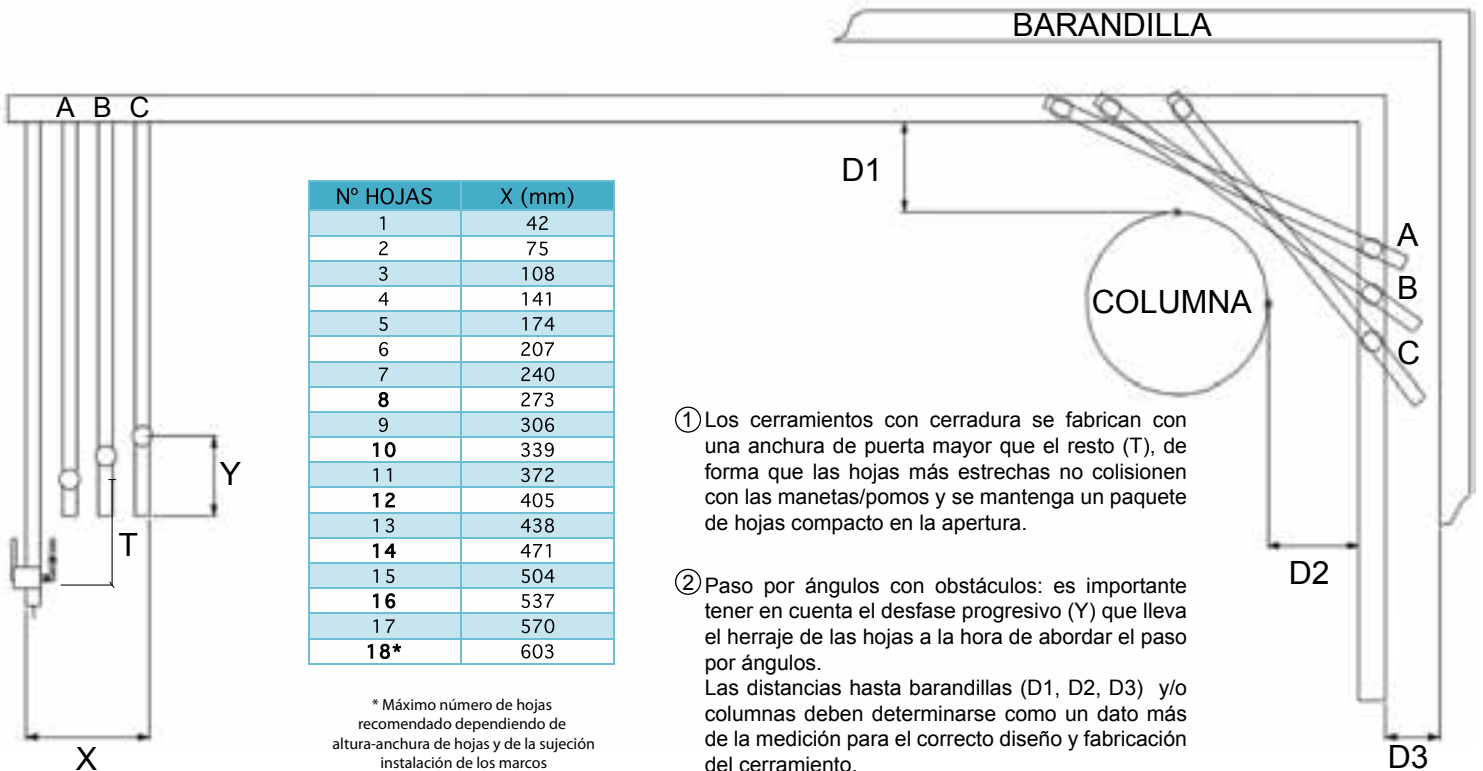 BARANDILLA
A B C
D1
A
B
C
COLUMNA
D2
D3
Y
T
X
Nº HOJAS X (mm)
1 42
2 75
3 108
4 141
5 174
6 207
7 240
8 273
9 306
10 339
11 372
12 405
13 438
14 471
15 504
16 537
17 570
18* 603
* Máximo número de hojas
recomendado dependiendo de
altura-anchura de hojas y de la sujeción
instalación de los marcos
1 Los cerramientos con cerradura se fabrican con
una anchura de puerta mayor que el resto (T), de
forma que las hojas más estrechas no colisionen
con las manetas/pomos y se mantenga un paquete
de hojas compacto en la apertura.
2 Paso por ángulos con obstáculos: es importante
tener en cuenta el desfase progresivo (Y) que lleva
el herraje de las hojas a la hora de abordar el paso
por ángulos.
Las distancias hasta barandillas (D1, D2, D3) y/o
columnas deben determinarse como un dato más
de la medición para el correcto diseño y fabricación
del cerramiento.